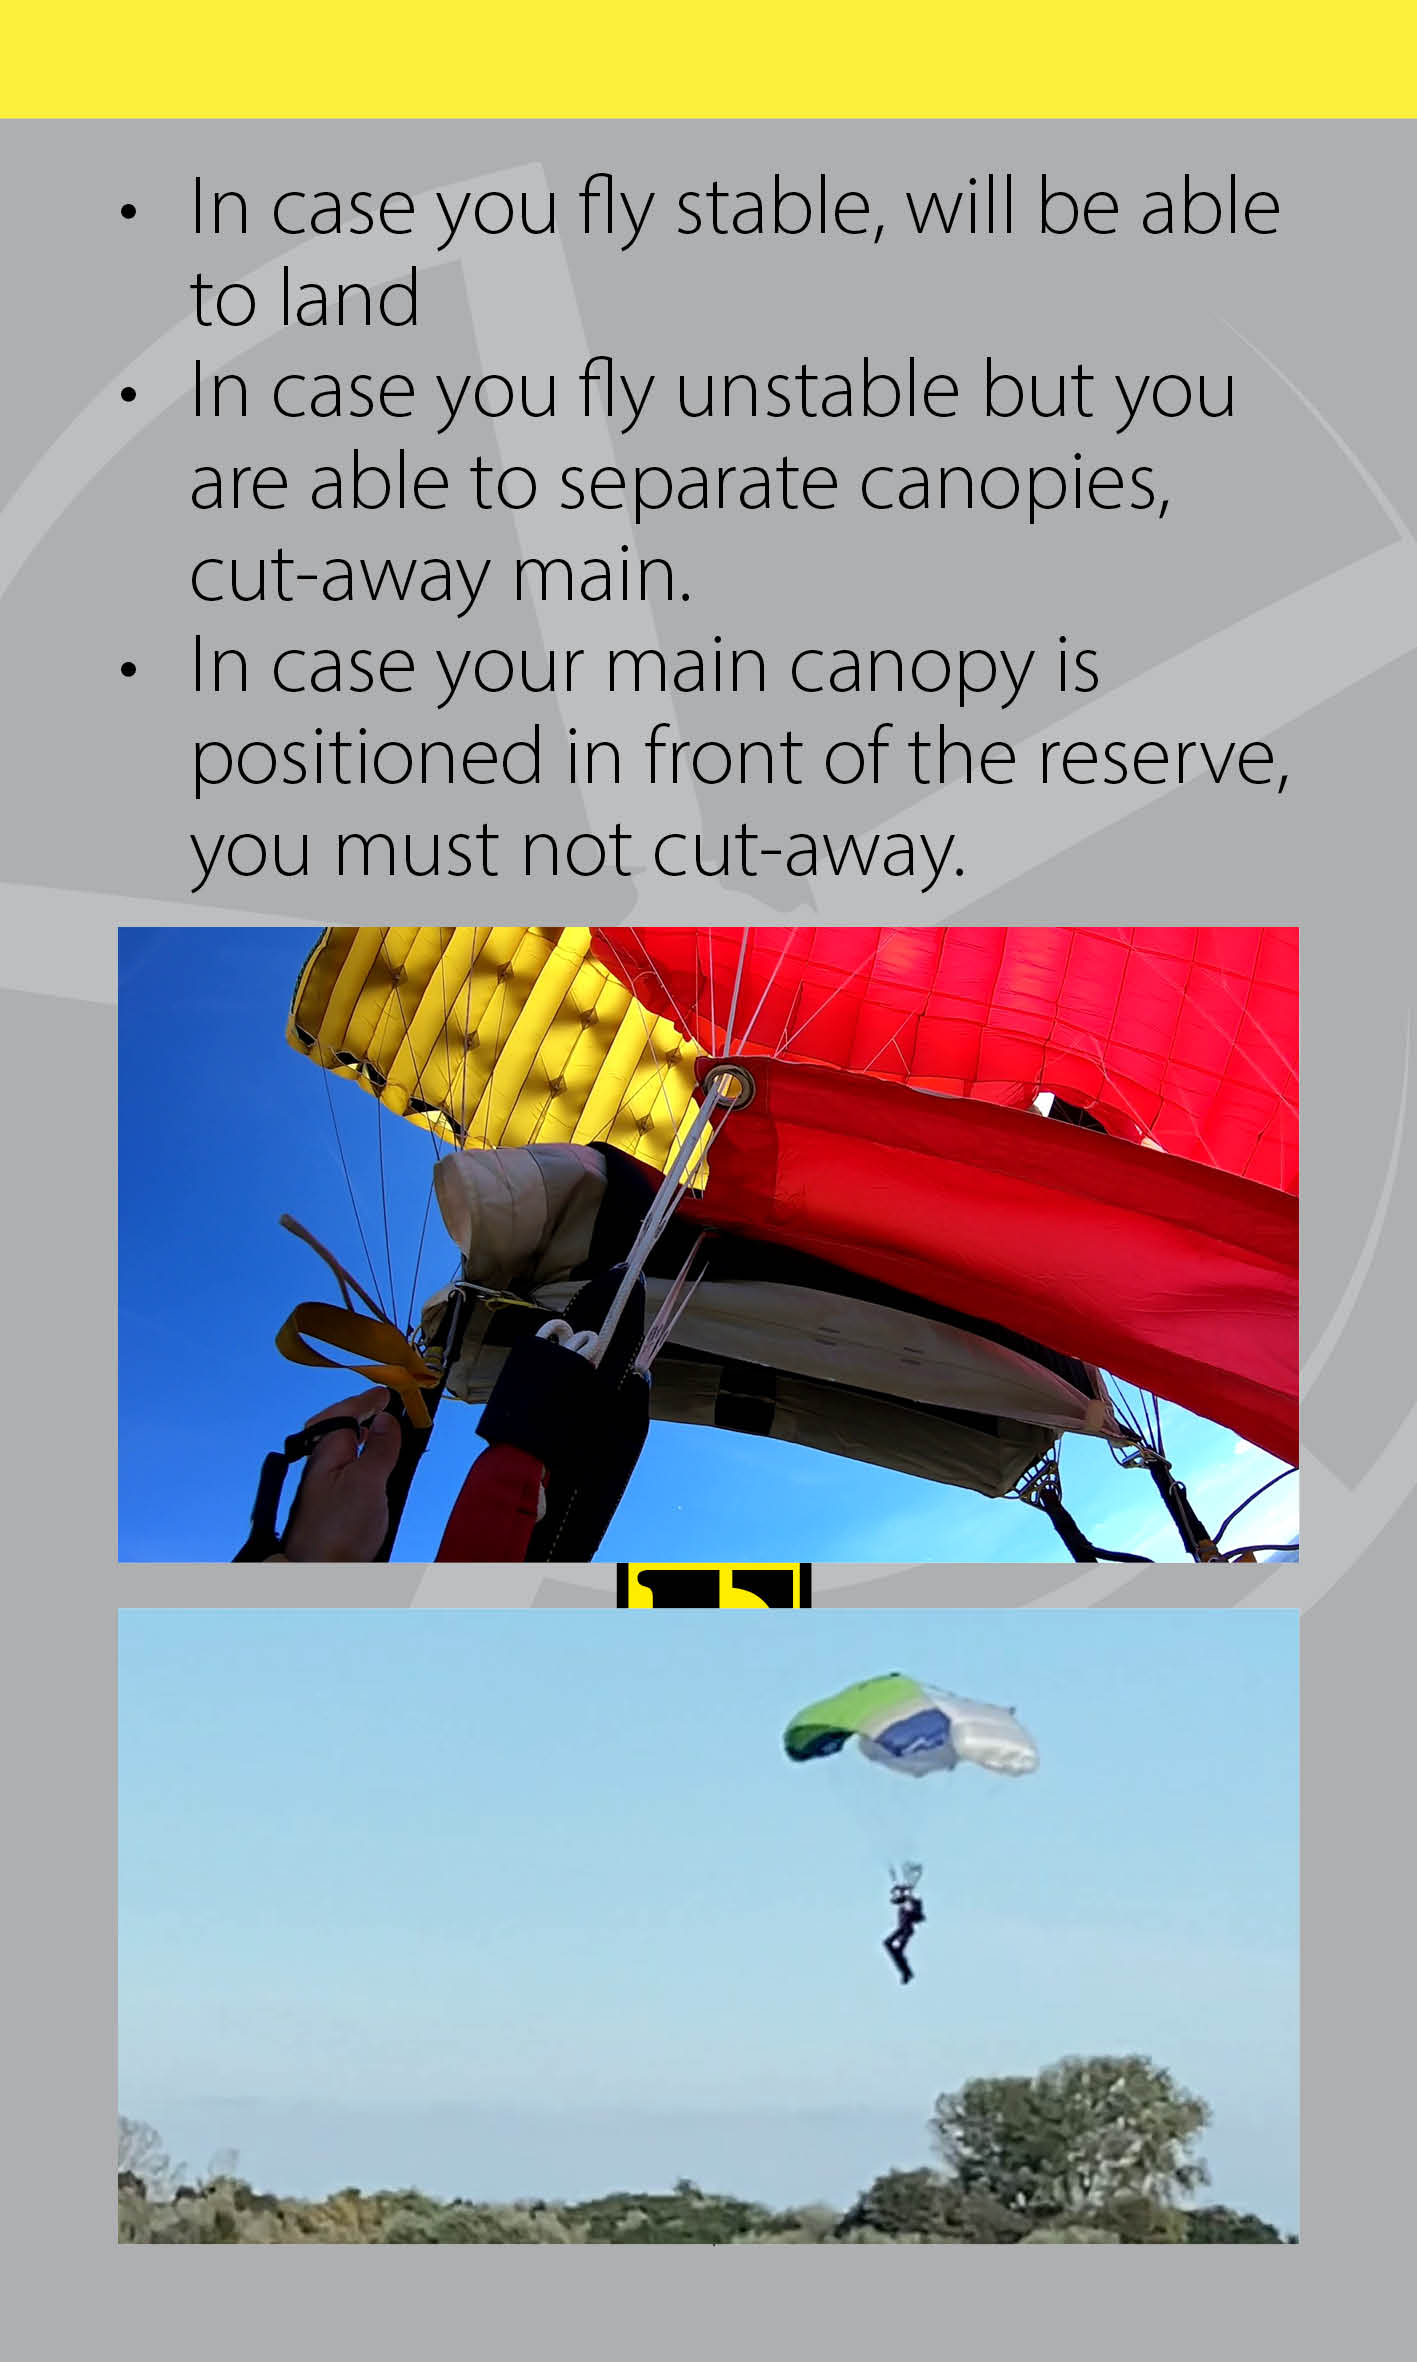 • In case you fly stable, will be able
to land
• In case you fly unstable but you
are able to separate canopies,
cut-away main.
• In case your main canopy is
positioned in front of the reserve,
you must not cut-away.